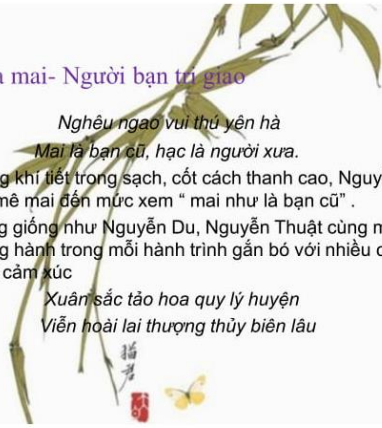 mai- Người bạn tri giao
Nghêu ngao vui thú yên hà
Mai là bạn cũ, hạc là người xưa.
khí tiết trong sạch, cốt cách thanh cao,
mê mai đến mức xem “ mai như là bạn cũ” .
giống như Nguyễn Du, Nguyễn Thuật cùng
hành trong mỗi hành trình gắn bó với nhiều
cảm xúc
Xuân sắc tảo hoa quy lý huyện
Viễn hoài lai thượng thủy biên lâu